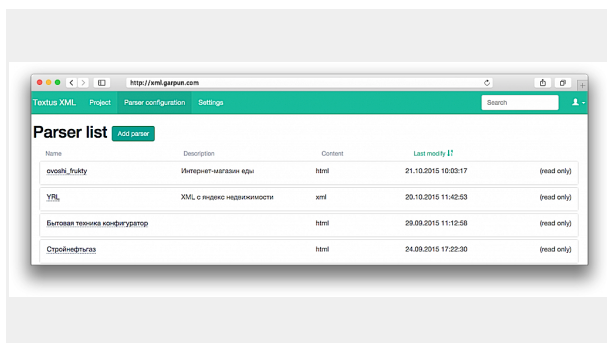 http://xml.garpun.com
Textus XML Project Parser configuration Settings Search
Parser list Add parser
Name Description Content Last modify
ovoshi_frukty Интернет-магазин еды html 21.10.2015 10:03:17 (read only)
YRL XML с яндекс недвижимости xml 20.10.2015 11:42:53 (read only)
Бытовая техника конфигуратор html 29.09.2015 11:12:58 (read only)
Стройнефтьгаз html 24.09.2015 17:22:30 (read only)